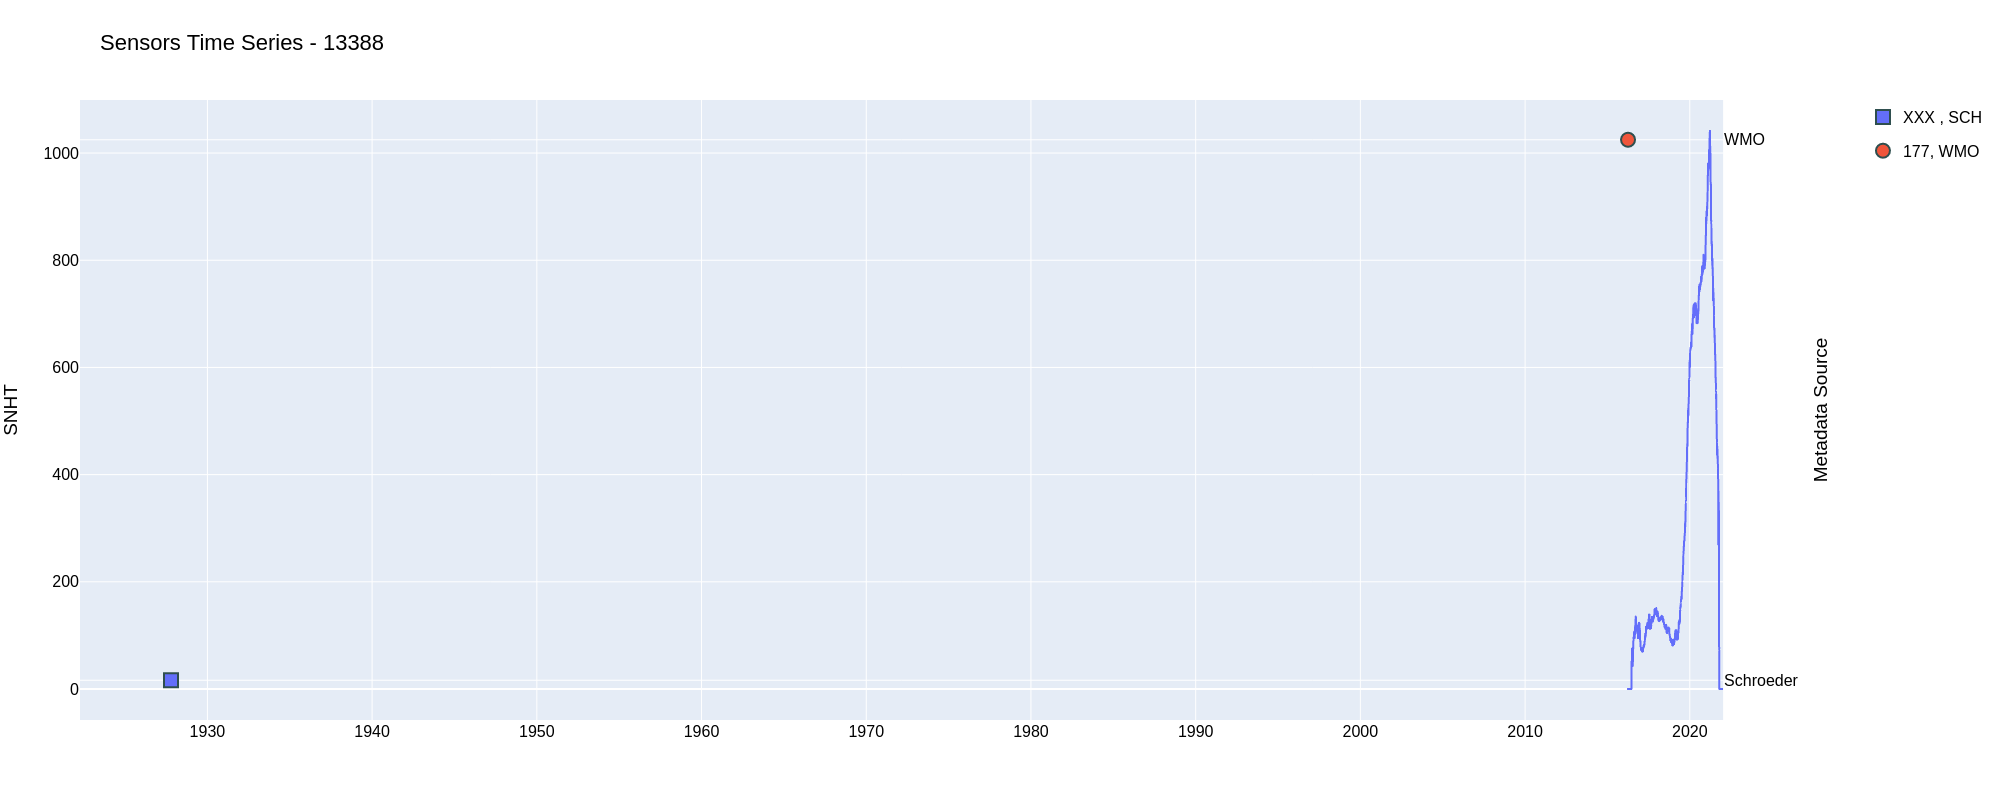 Sensors Time Series - 13388
XXX , SCH
177, WMO
WMO
Schroeder
Metadata Source
SNHT
1000
800
600
400
200
0
1930
1940
1950
1960
1970
1980
1990
2000
2010
2020